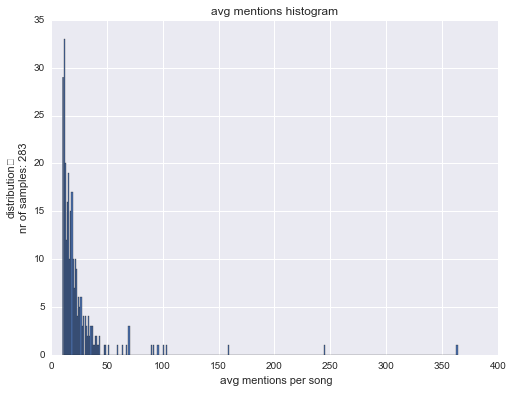 avg mentions histogram
35
30
25
20
15
10
5
0
distribution
nr of samples: 283
0 50 100 150 200 250 300 350 400
avg mentions per song